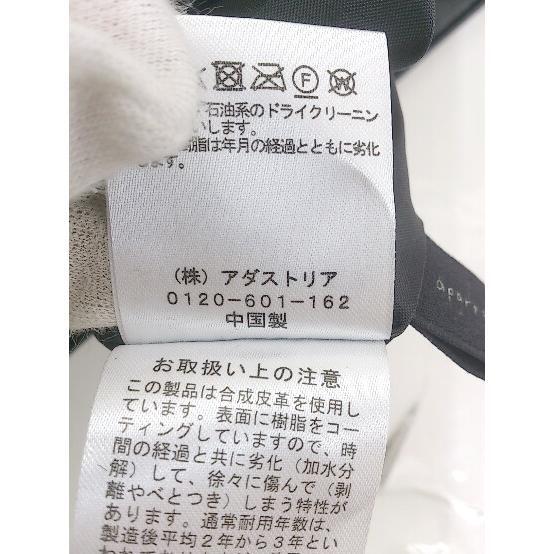 石油系のドライクリーニン
します。
脂は年月の経過とともに劣化
ます。
(株) アダストリア
0120-601-162
中国製
お取扱い上の注意
この製品は合成皮革を使用し
ています。表面に樹脂をコー
ティングしていますので、時
間の経過と共に劣化 (加水分
解) して、徐々に傷んで (剥
離やべとつき) しまう特性が
あります。通常耐用年数は、
製造後平均2年から3年とい